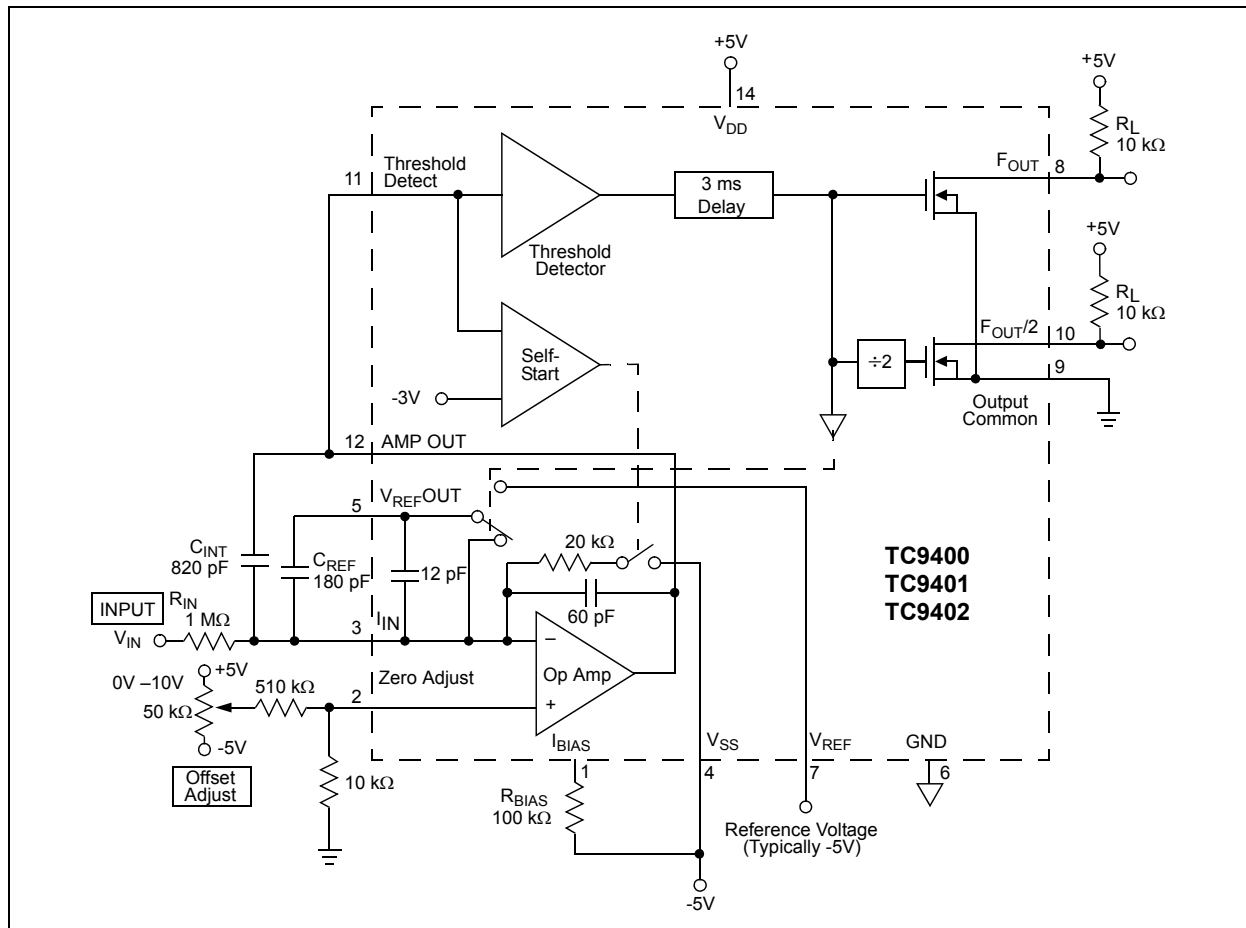 +5V
+5V
14
VDD
RL
10 kΩ
FOUT
8
11
Threshold
Detect
3 ms
Delay
Threshold
Detector
+5V
RL
10 kΩ
FOUT/2
10
Self-
Start
÷2
9
-3V
Output
Common
12
AMP OUT
5
VREFOUT
CINT
820 pF
CREF
180 pF
12 pF
20 kΩ
60 pF
TC9400
TC9401
TC9402
INPUT
RIN
1 MΩ
IIN
VIN
3
–
Op Amp
+
Zero Adjust
2
+5V
0V –10V
50 kΩ
510 kΩ
-5V
Offset
Adjust
10 kΩ
IBIAS
1
VSS
4
VREF
7
GND
6
RBIAS
100 kΩ
Reference Voltage
(Typically -5V)
-5V